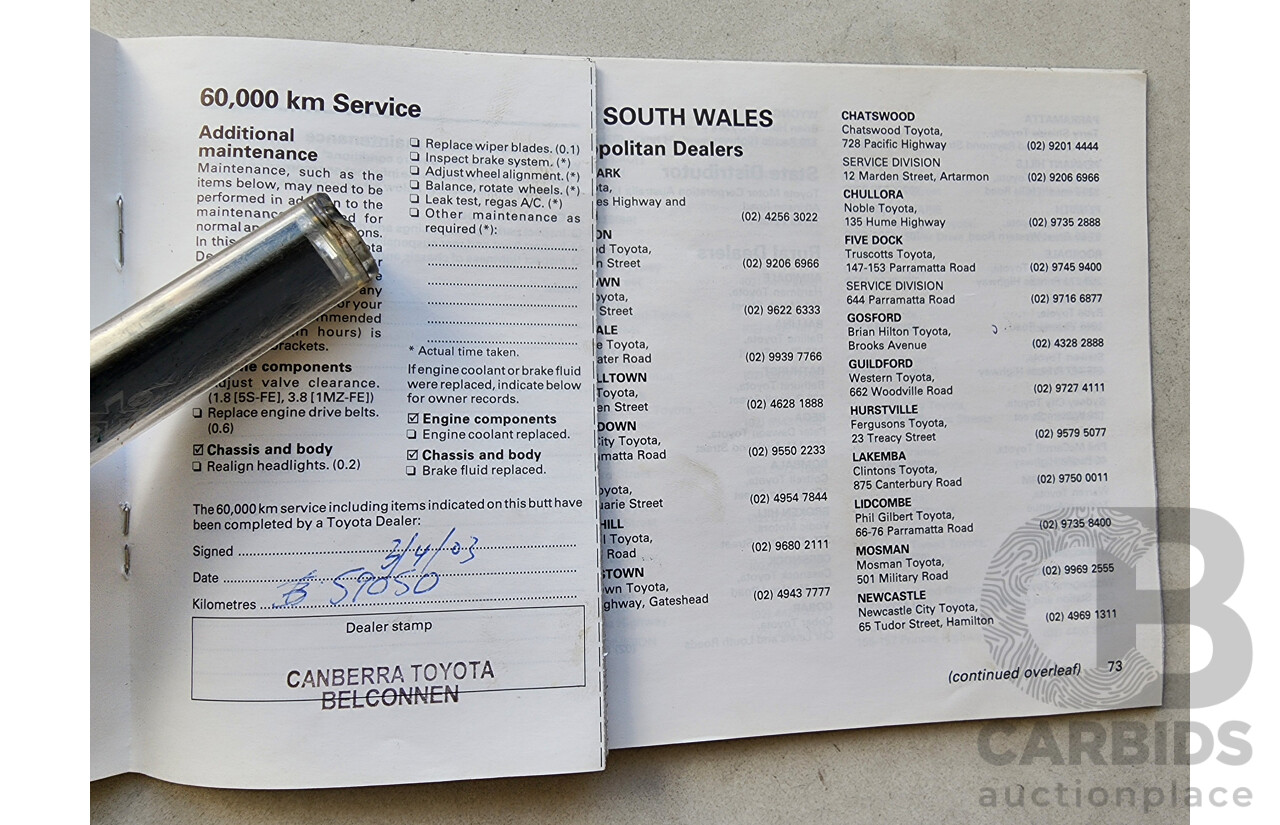 60,000 km Service
Additional
maintenance
Maintenance, such as the
items below, may need to be
performed in to the
maintenance for
normal
In this
any
your
hours) is
components
valve clearance.
(1.8 [5S-FE], 3.8 [1MZ-FE])
❏ Replace engine drive belts.
(0.6)
☑ Chassis and body
❏ Realign headlights. (0.2)
❏ Replace wiper blades. (0.1)
❏ Inspect brake system. (*)
❏ Adjust wheel alignment. (*)
❏ Balance, rotate wheels. (*)
❏ Leak test, regas A/C. (*)
❏ Other maintenance as
required (*):
* Actual time taken.
If engine coolant or brake fluid
were replaced, indicate below
for owner records.
☑ Engine components
❏ Engine coolant replaced.
☑ Chassis and body
❏ Brake fluid replaced.
The 60,000 km service including items indicated on this butt have
been completed by a Toyota Dealer:
Signed
3/4/03
Date
Kilometres 59050
Dealer stamp
CANBERRA TOYOTA
BELCONNEN
SOUTH WALES
politan Dealers
ARK
es Highway and
(02) 4256 3022
Toyota,
n Street (02) 9206 6966
WN
Street (02) 9622 6333
ALE
Toyota,
ater Road (02) 9939 7766
LLTOWN
Toyota,
en Street (02) 4628 1888
DOWN
City Toyota,
matta Road (02) 9550 2233
oyota,
arie Street (02) 4954 7844
HILL
l Toyota,
Road (02) 9680 2111
STOWN
wn Toyota,
ghway, Gateshead (02) 4943 7777
CHATSWOOD
Chatswood Toyota,
728 Pacific Highway (02) 9201 4444
SERVICE DIVISION
12 Marden Street, Artarmon (02) 9206 6966
CHULLORA
Noble Toyota,
135 Hume Highway (02) 9735 2888
FIVE DOCK
Truscotts Toyota,
147-153 Parramatta Road (02) 9745 9400
SERVICE DIVISION
644 Parramatta Road (02) 9716 6877
GOSFORD
Brian Hilton Toyota,
Brooks Avenue (02) 4328 2888
GUILDFORD
Western Toyota,
662 Woodville Road (02) 9727 4111
HURSTVILLE
Fergusons Toyota,
23 Treacy Street (02) 9579 5077
LAKEMBA
Clintons Toyota,
875 Canterbury Road (02) 9750 0011
LIDCOMBE
Phil Gilbert Toyota,
66-76 Parramatta Road (02) 9735 8400
MOSMAN
Mosman Toyota,
501 Military Road (02) 9969 2555
NEWCASTLE
Newcastle City Toyota,
65 Tudor Street, Hamilton (02) 4969 1311
(continued overleaf) 73
CARBIDS
auctionplace